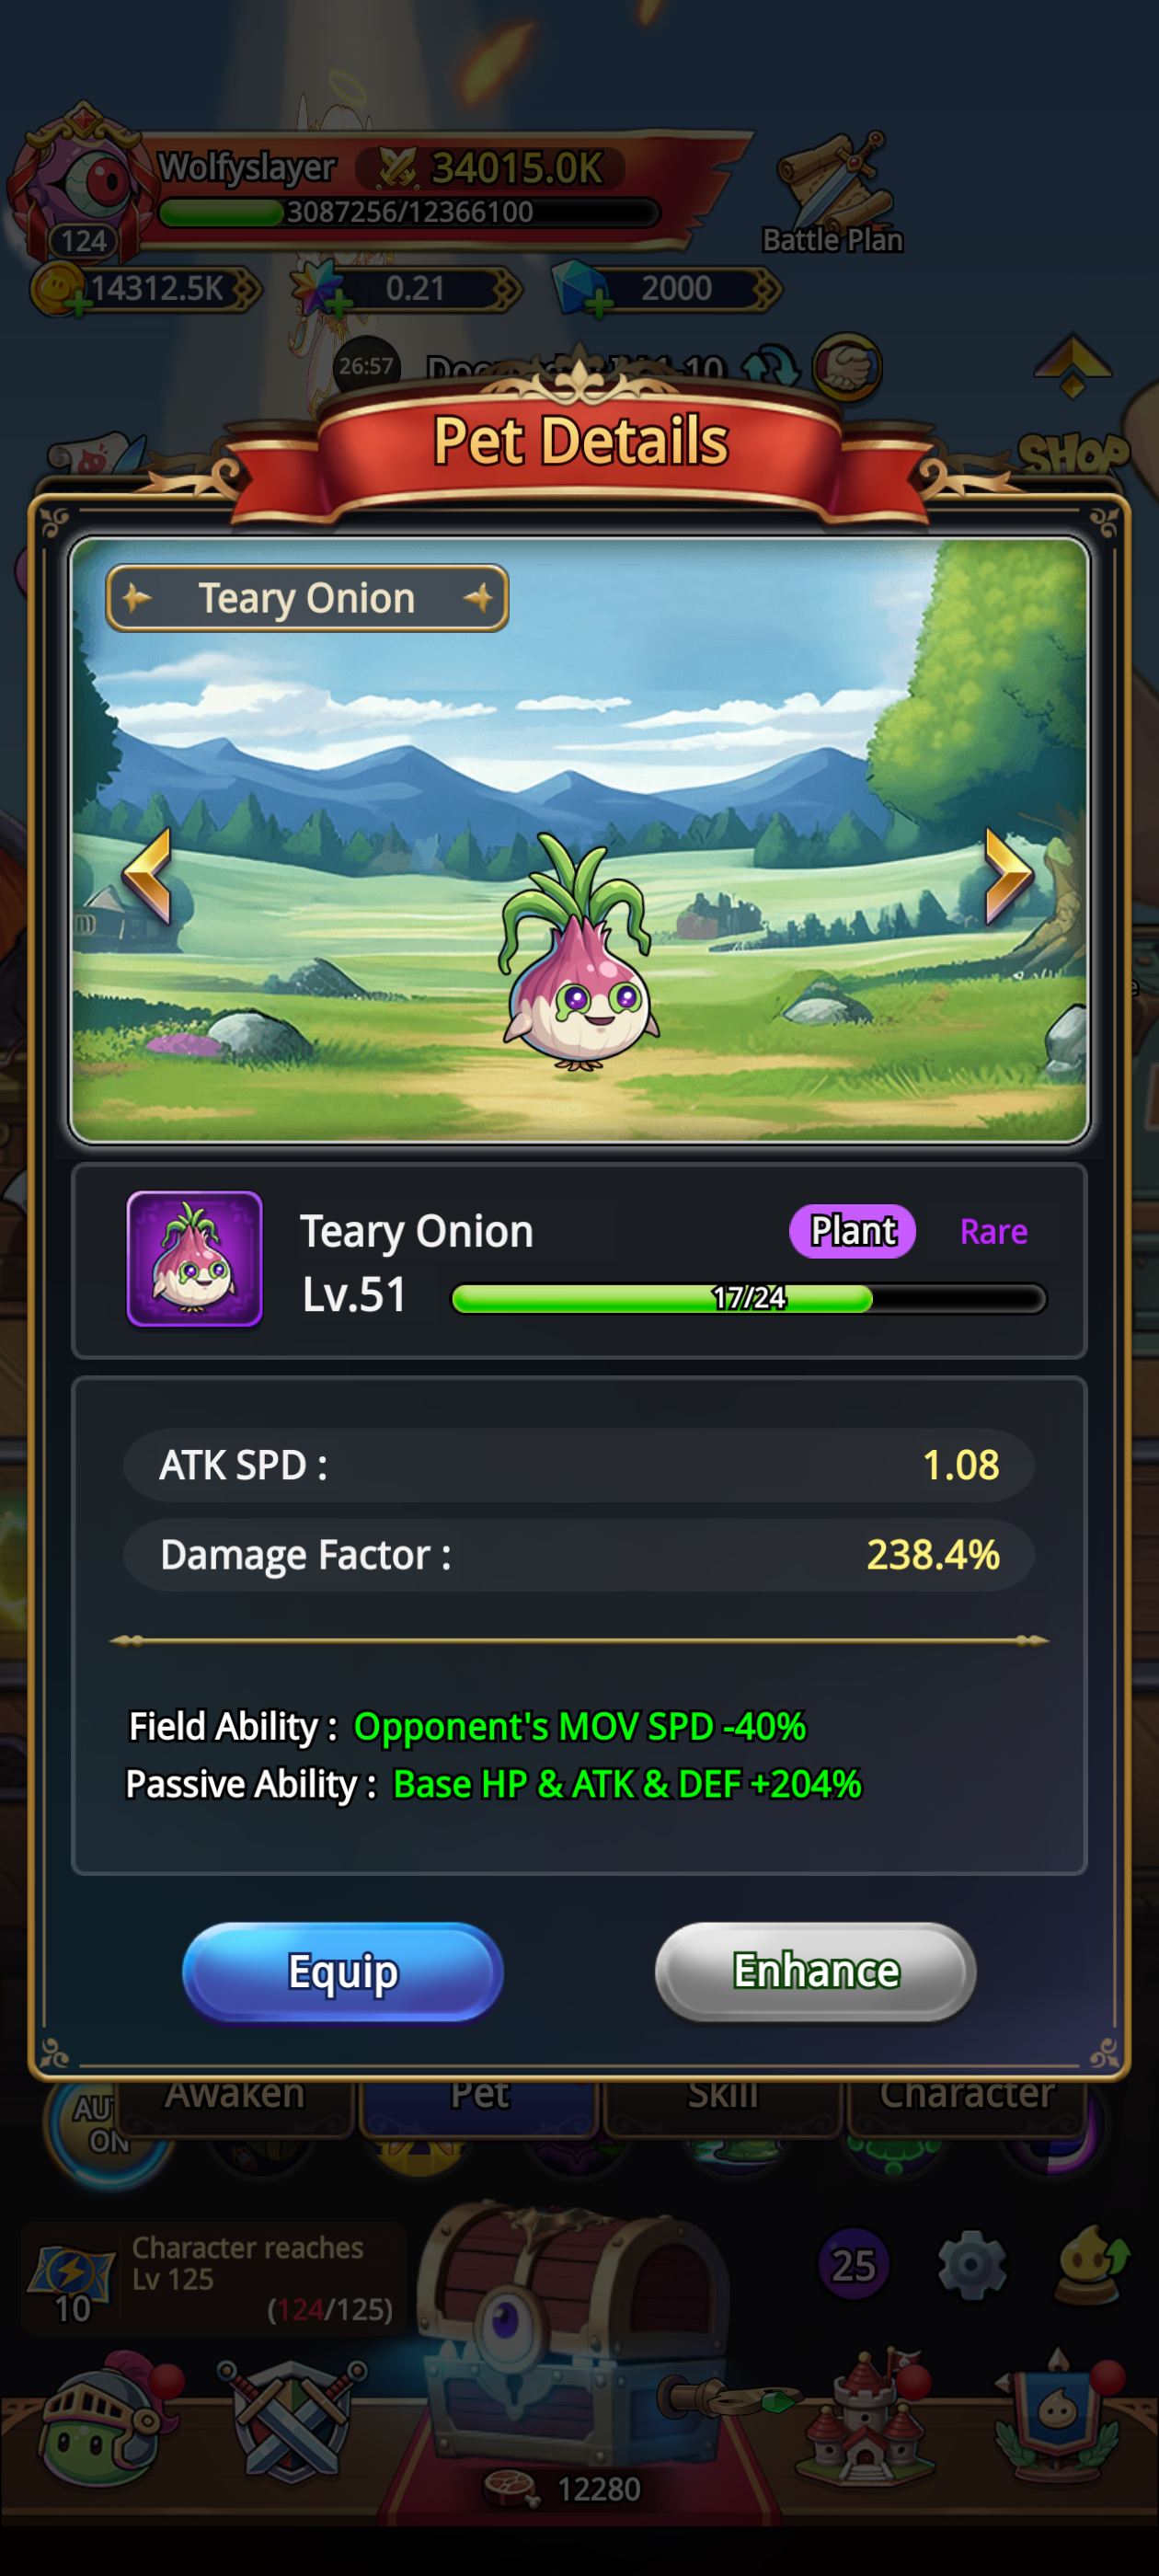 Wolfyslayer 34015.0K
3087256/12366100
124
Battle Plan
14312.5K 0.21 2000
26:57
Pet Details
SHOP
Teary Onion
Teary Onion Plant Rare
Lv.51 17/24
ATK SPD : 1.08
Damage Factor : 238.4%
Field Ability : Opponent's MOV SPD -40%
Passive Ability : Base HP & ATK & DEF +204%
Equip Enhance
Awaken Pet Skill Character
ON
Character reaches
Lv 125
10 (124/125)
25
12280